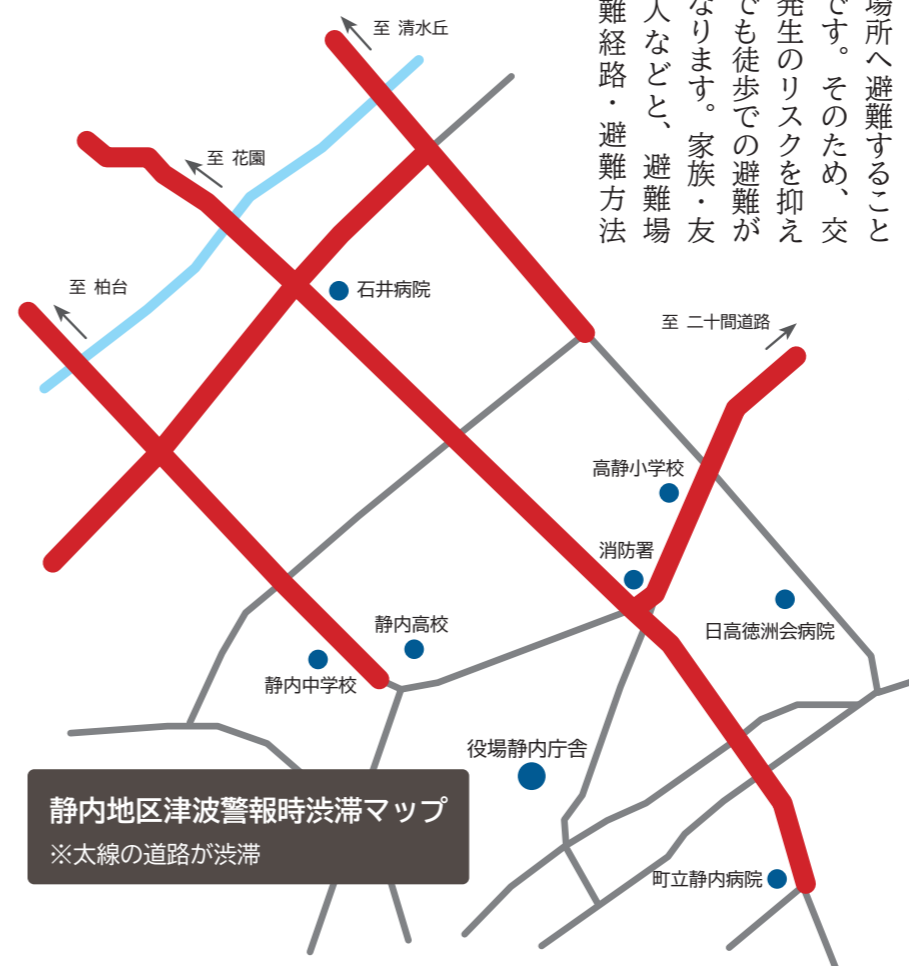 場所へ避難すること
です。そのため、交
発生のリスクを抑え
でも徒歩での避難が
なります。家族・友
人などと、避難場
難経路・避難方法
至 清水丘
至 花園
至 柏台
石井病院
至 二十間道路
高静小学校
消防署
日高徳洲会病院
静内高校
静内中学校
役場静内庁舎
静内地区津波警報時渋滞マップ
※太線の道路が渋滞
町立静内病院